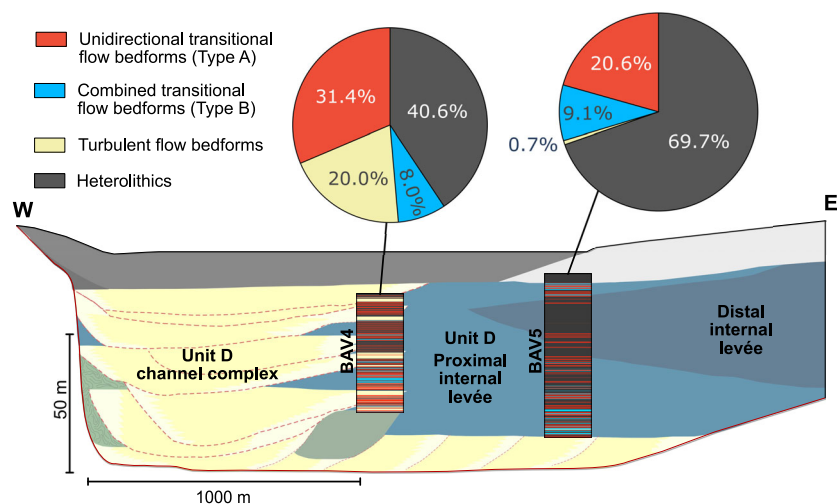 Unidirectional transitional
flow bedforms (Type A)
Combined transitional
flow bedforms (Type B)
Turbulent flow bedforms
Heterolithics
31.4%
40.6%
20.0%
8.0%
20.6%
9.1%
0.7%
69.7%
W
E
BAV4
BAV5
Unit D
channel complex
Unit D
Proximal
internal
levée
Distal
internal
levée
50 m
1000 m